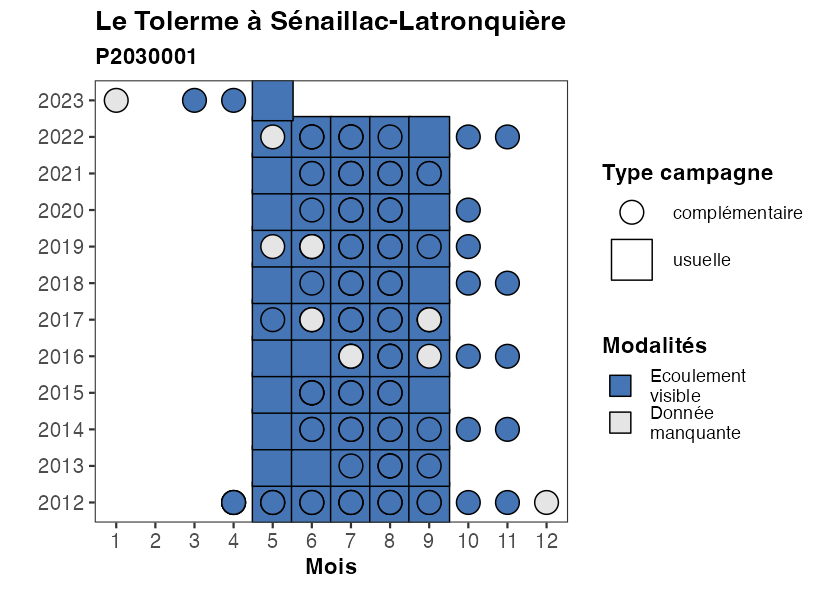 Le Tolerme à Sénaillac-Latronquière
P2030001
2023
2022
2021
2020
2019
2018
2017
2016
2015
2014
2013
2012
1 2 3 4 5 6 7 8 9 10 11 12
Mois
Type campagne
complémentaire
usuelle
Modalités
Ecoulement
visible
Donnée
manquante